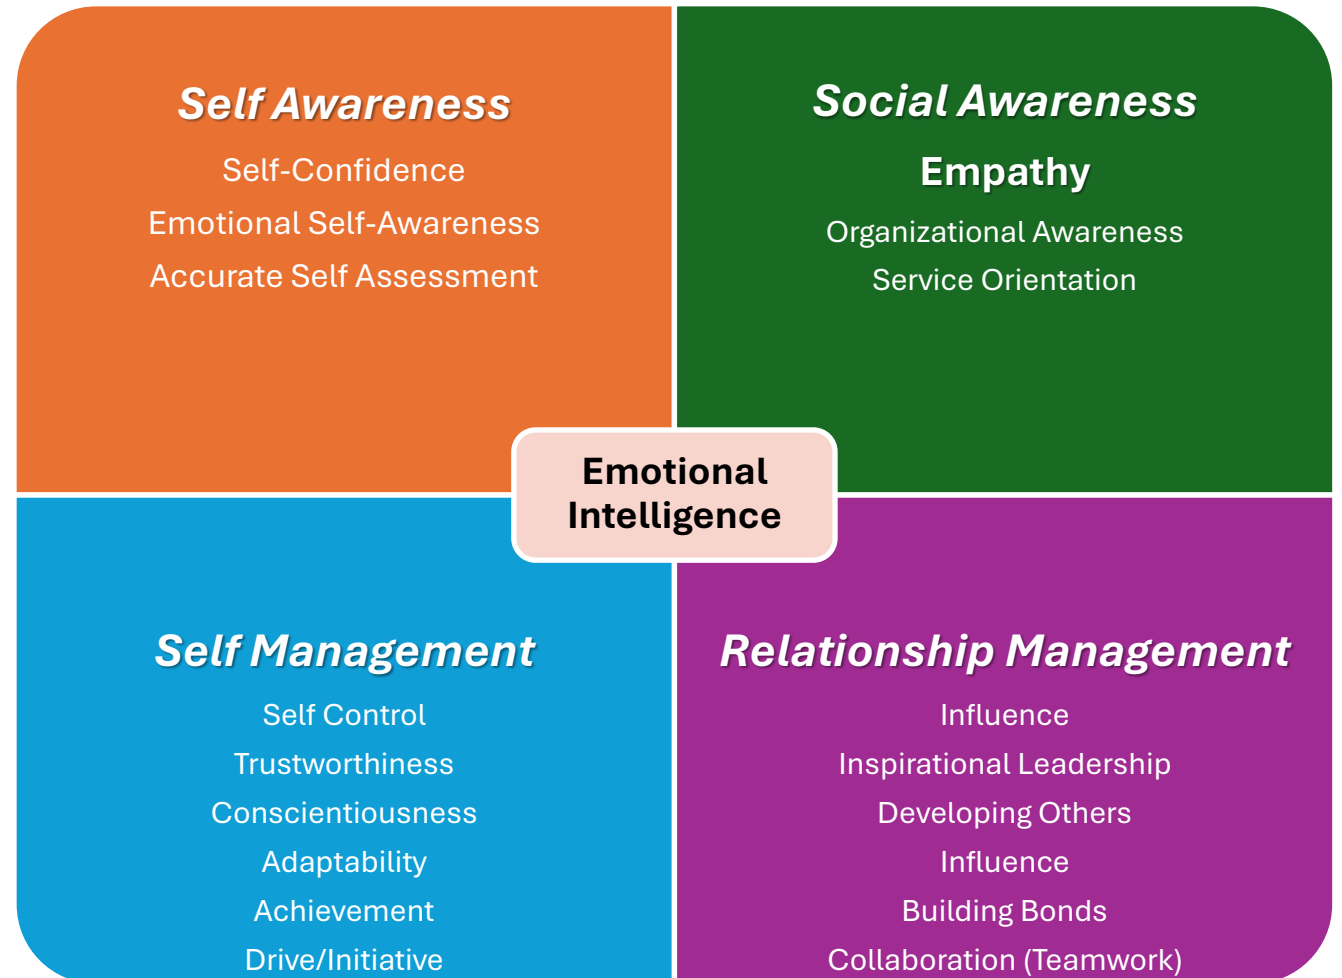 Self Awareness
Self-Confidence
Emotional Self-Awareness
Accurate Self Assessment
Social Awareness
Empathy
Organizational Awareness
Service Orientation
Emotional
Intelligence
Self Management
Self Control
Trustworthiness
Conscientiousness
Adaptability
Achievement
Drive/Initiative
Relationship Management
Influence
Inspirational Leadership
Developing Others
Influence
Building Bonds
Collaboration (Teamwork)